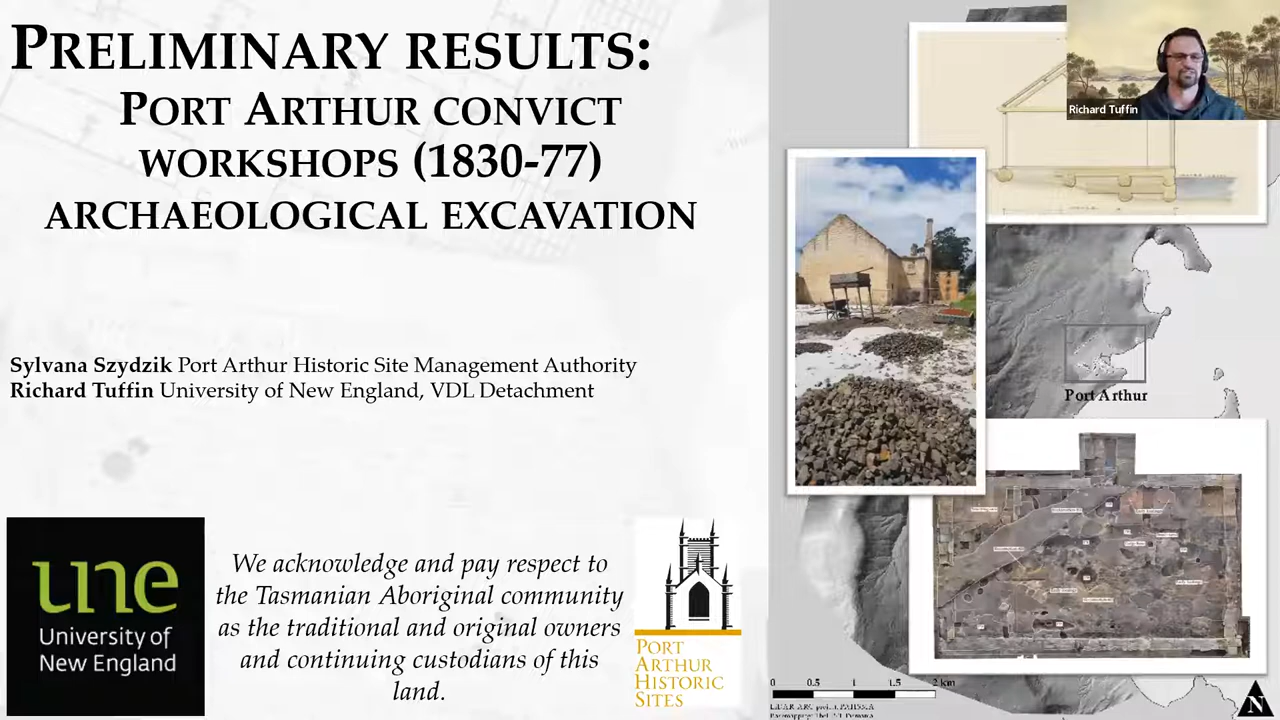 PRELIMINARY RESULTS:
PORT ARTHUR CONVICT
WORKSHOPS (1830-77)
ARCHAEOLOGICAL EXCAVATION
Richard Tuffin
Sylvana Szydzik Port Arthur Historic Site Management Authority
Richard Tuffin University of New England, VDL Detachment
Port Arthur
une
University of
New England
We acknowledge and pay respect to
the Tasmanian Aboriginal community
as the traditional and original owners
and continuing custodians of this
land.
PORT
ARTHUR
HISTORIC
SITES
0 0.5 1 1.5 2 km
N